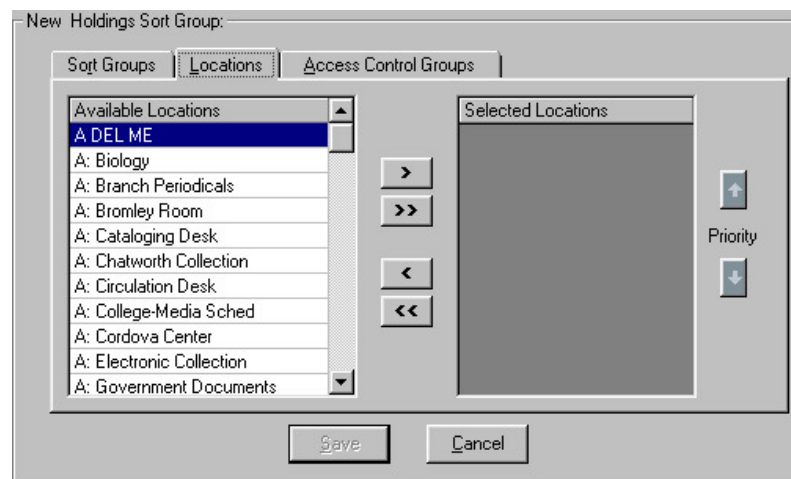 New Holdings Sort Group:
Sort Groups Locations Access Control Groups
Available Locations
A DEL ME
A: Biology
A: Branch Periodicals
A: Bromley Room
A: Cataloging Desk
A: Chatworth Collection
A: Circulation Desk
A: College-Media Sched
A: Cordova Center
A: Electronic Collection
A: Government Documents
>
>>
<
<<
Selected Locations
Priority
Save Cancel